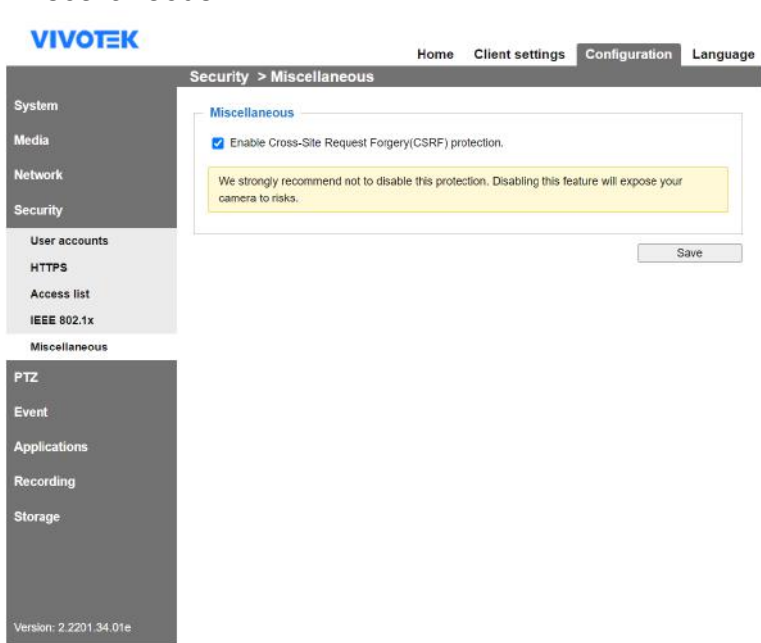 VIVOTEK
Home Client settings Configuration Language
Security > Miscellaneous
System
Media
Network
Security
User accounts
HTTPS
Access list
IEEE 802.1x
Miscellaneous
PTZ
Event
Applications
Recording
Storage
Version: 2.2201.34.01e
Miscellaneous
Enable Cross-Site Request Forgery(CSRF) protection.
We strongly recommend not to disable this protection. Disabling this feature will expose your
camera to risks.
Save